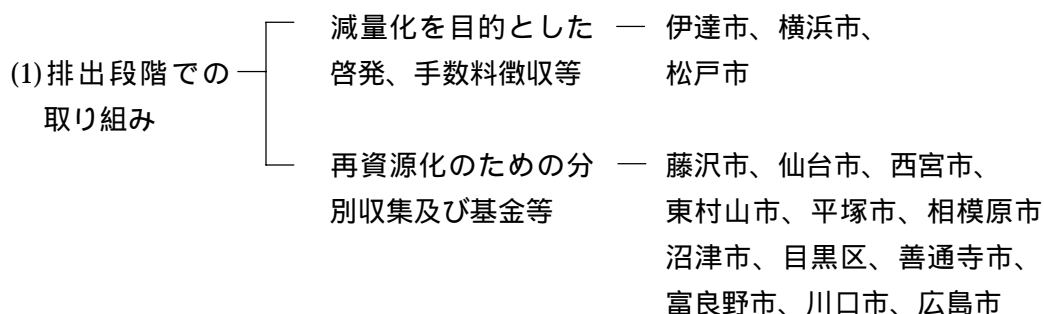 (1)排出段階での
取り組み
減量化を目的とした
啓発、手数料徴収等
伊達市、横浜市、
松戸市
再資源化のための分
別収集及び基金等
藤沢市、仙台市、西宮市、
東村山市、平塚市、相模原市
沼津市、目黒区、善通寺市、
富良野市、川口市、広島市